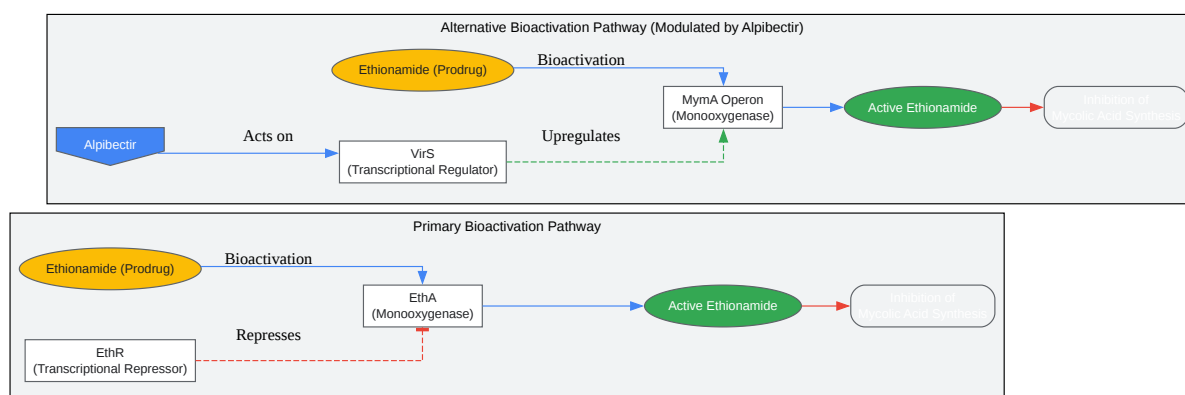 Alternative Bioactivation Pathway (Modulated by Alpibectir)
Ethionamide (Prodrug)
Bioactivation
MymA Operon
(Monooxygenase)
Active Ethionamide
Inhibition of
Mycolic Acid Synthesis
Alpibectir
Acts on
VirS
(Transcriptional Regulator)
Upregulates
Primary Bioactivation Pathway
Ethionamide (Prodrug)
Bioactivation
EthA
(Monooxygenase)
Active Ethionamide
Inhibition of
Mycolic Acid Synthesis
Represses
EthR
(Transcriptional Repressor)